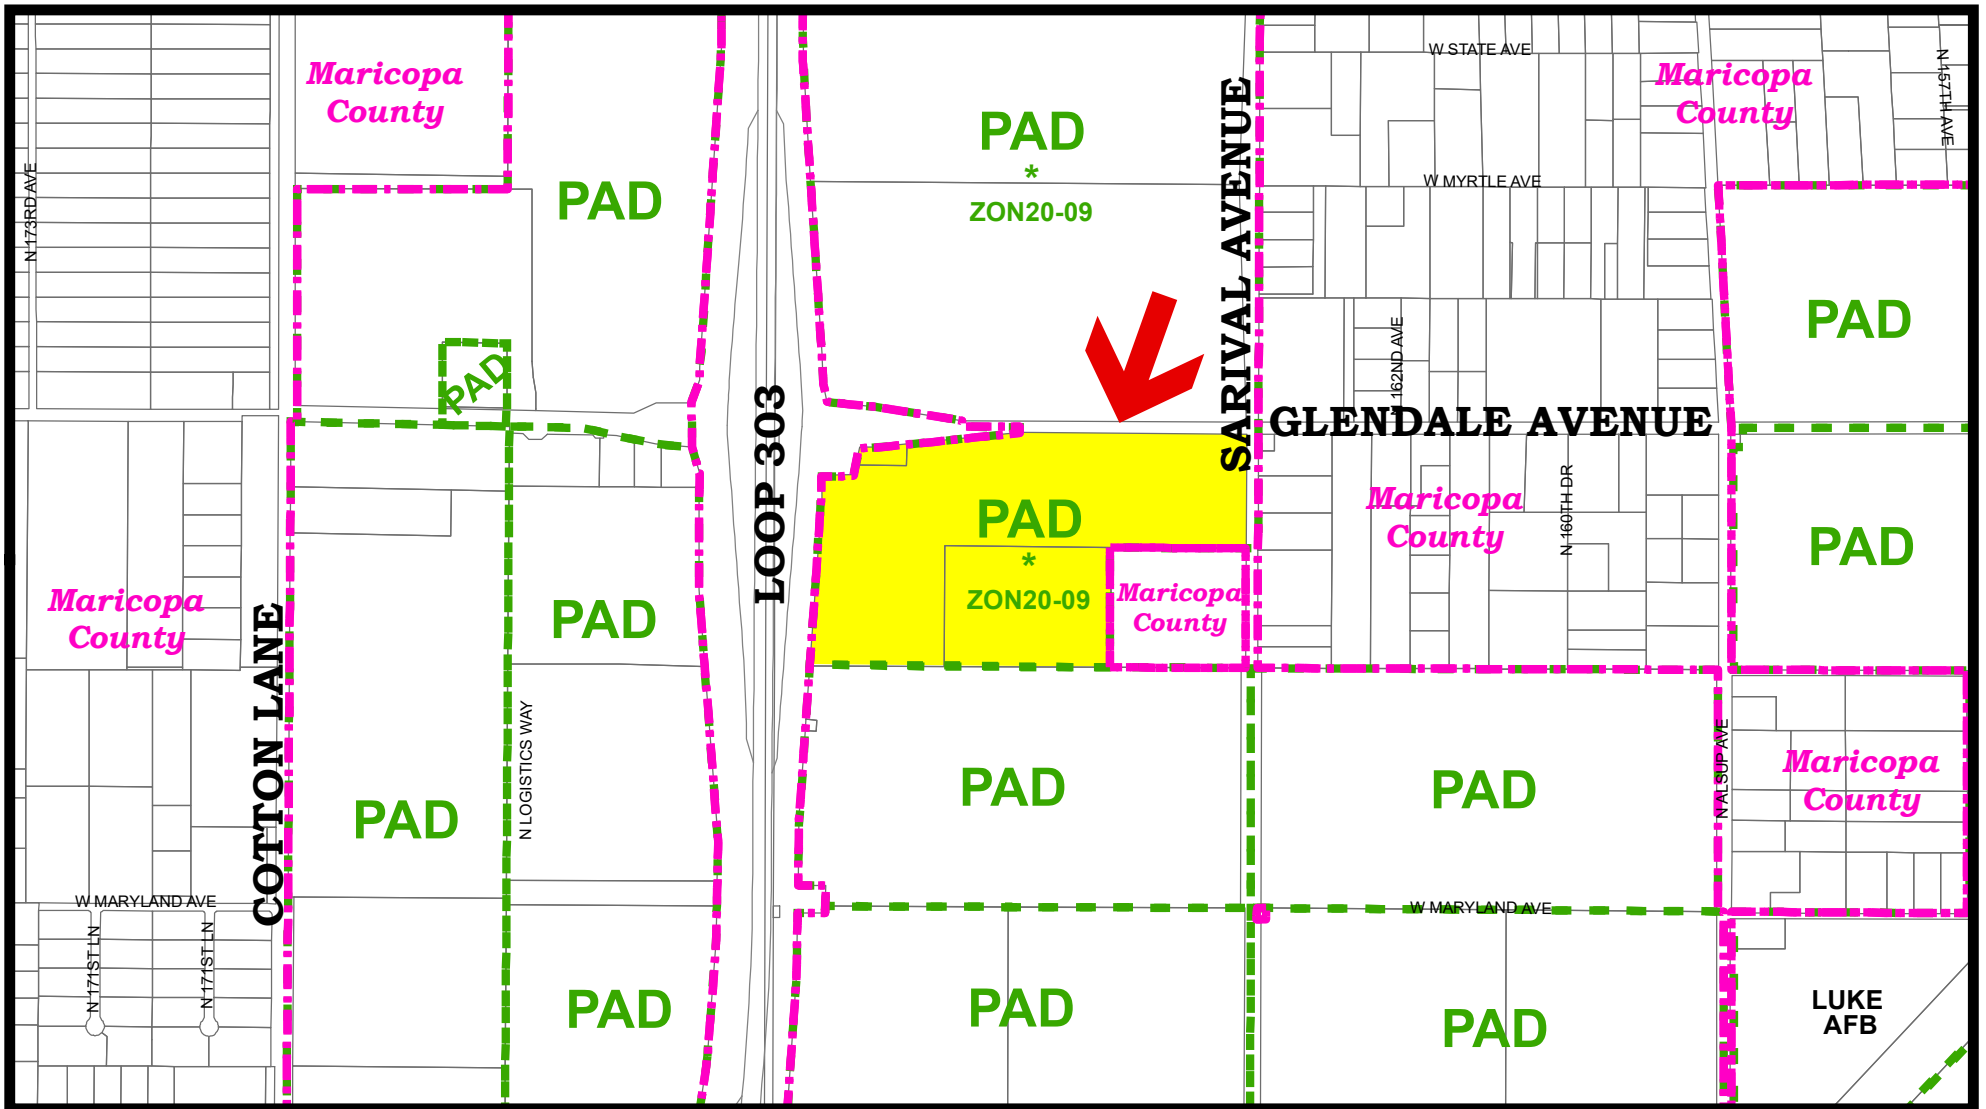 W STATE AVE
Maricopa
County
Maricopa
County
N 157TH AVE
PAD
*
ZON20-09
SARIVAL AVENUE
N 173RD AVE
PAD
W MYRTLE AVE
PAD
PAD
N 162ND AVE
LOOP 303
GLENDALE AVENUE
PAD
*
ZON20-09
Maricopa
County
Maricopa
County
N 160TH DR
PAD
Maricopa
County
COTTON LANE
PAD
N LOGISTICS WAY
PAD
PAD
PAD
N ALSUP AVE
Maricopa
County
W MARYLAND AVE
W MARYLAND AVE
N 171ST LN
N 171ST LN
PAD
PAD
PAD
LUKE
AFB